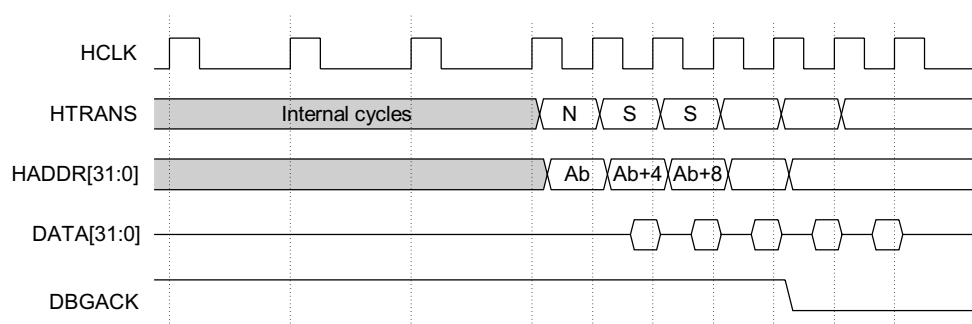 HCLK
HTRANS Internal cycles N S S
HADDR[31:0] Ab Ab+4 Ab+8
DATA[31:0]
DBGACK